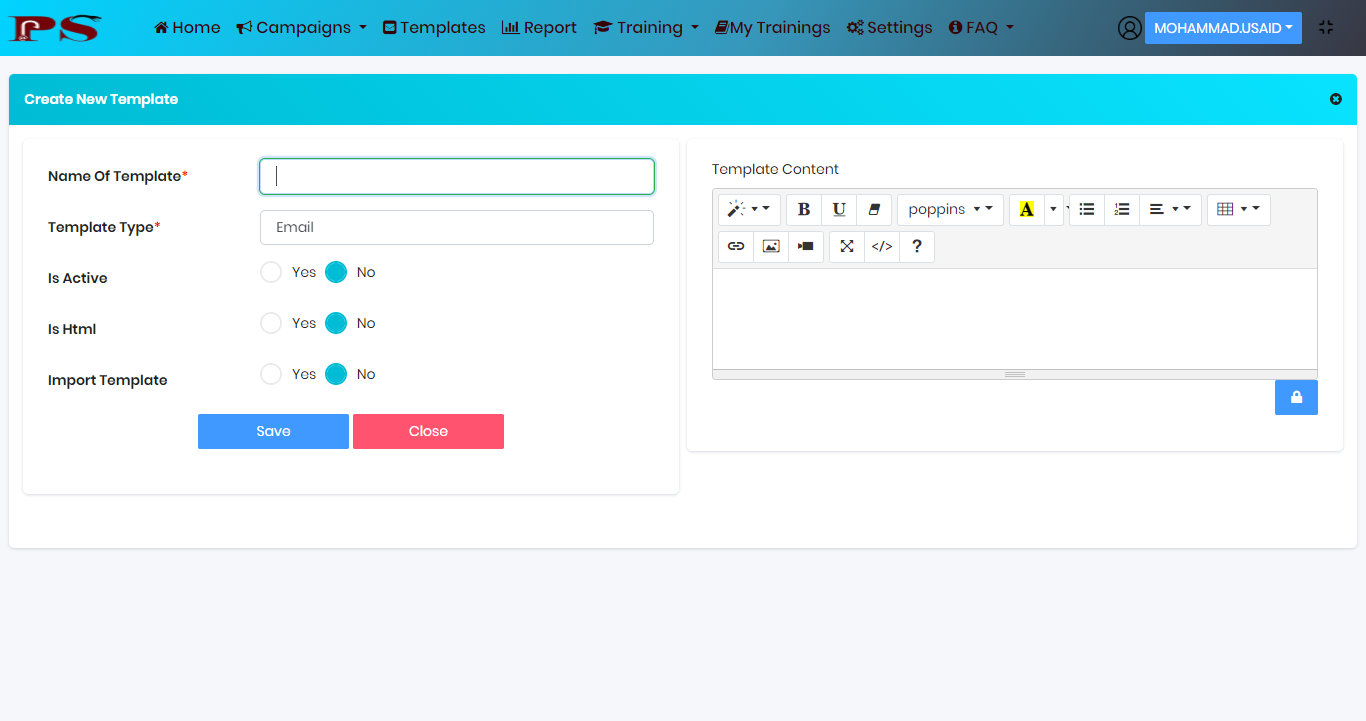 PS Home Campaigns Templates Report Training My Trainings Settings FAQ MOHAMMAD.USAID
Create New Template
Name Of Template*
Template Type* Email
Is Active Yes No
Is Html Yes No
Import Template Yes No
Save Close
Template Content
B U poppins A
</> ?